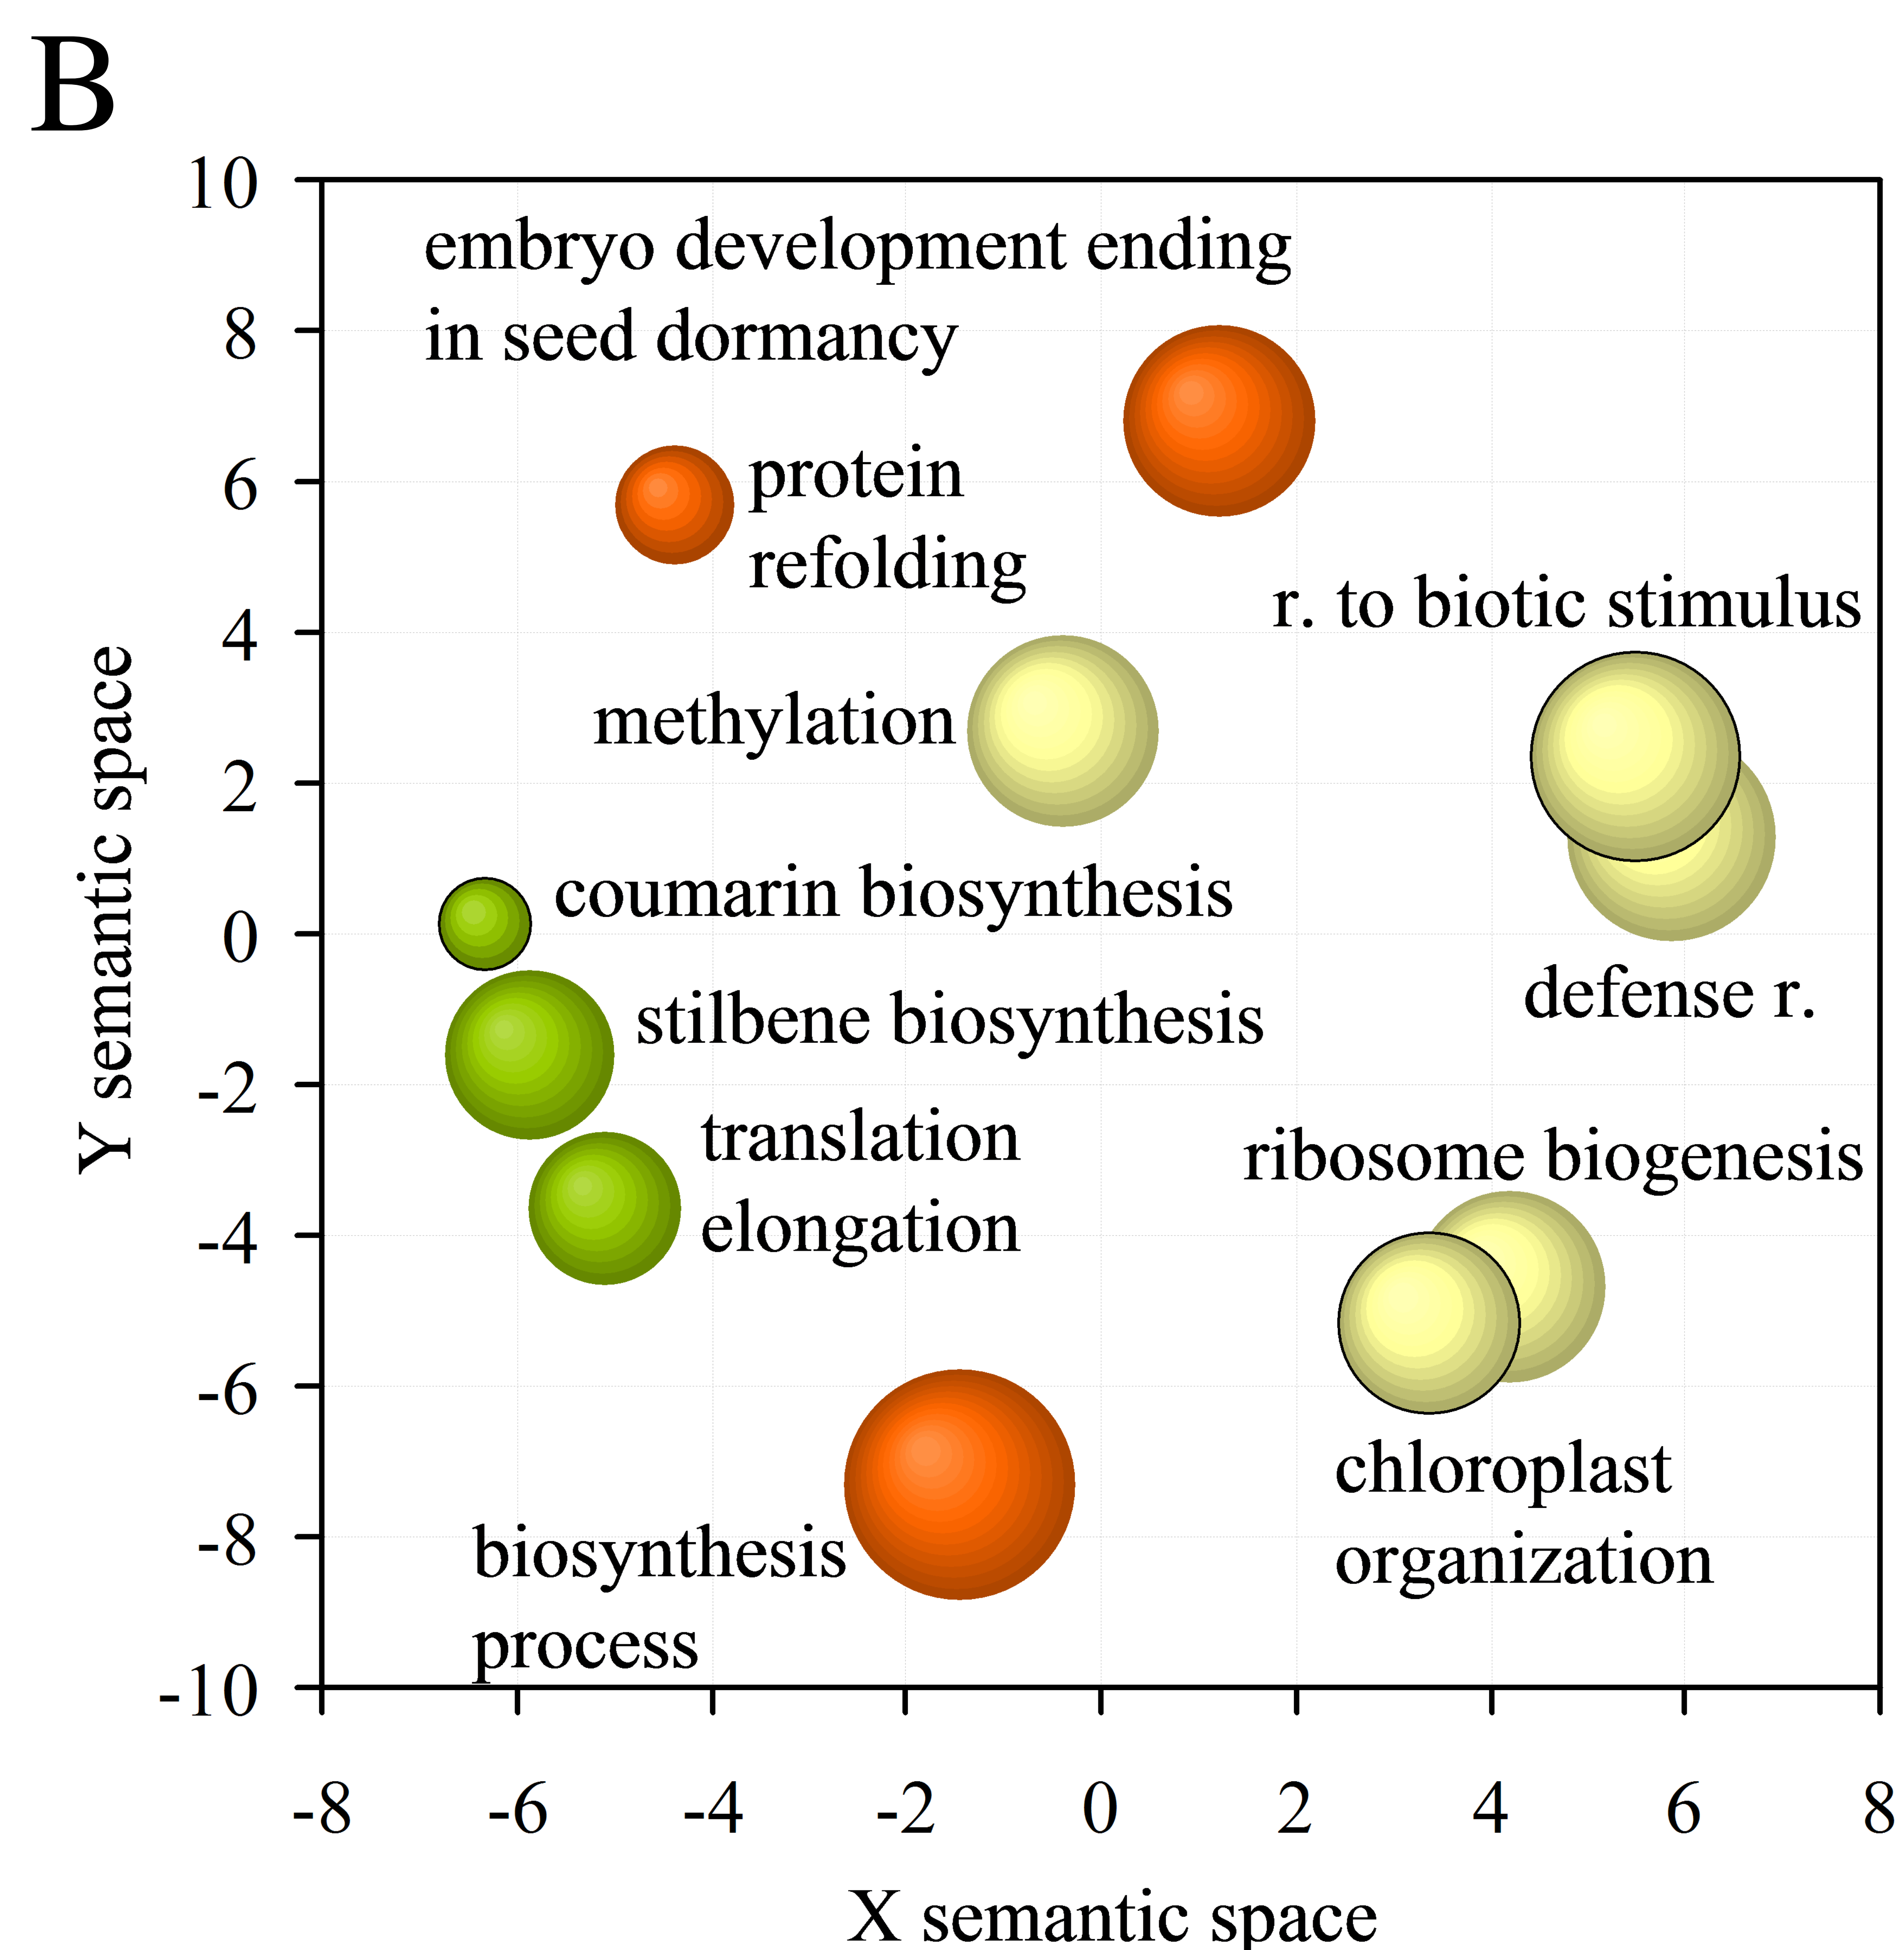 B
10
embryo development ending
in seed dormancy
8
protein
refolding
6
r. to biotic stimulus
4
methylation
2
coumarin biosynthesis
0
defense r.
stilbene biosynthesis
-2
translation
elongation
ribosome biogenesis
-4
-6
chloroplast
organization
-8
biosynthesis
process
-10
Y semantic space
-8 -6 -4 -2 0 2 4 6 8
X semantic space